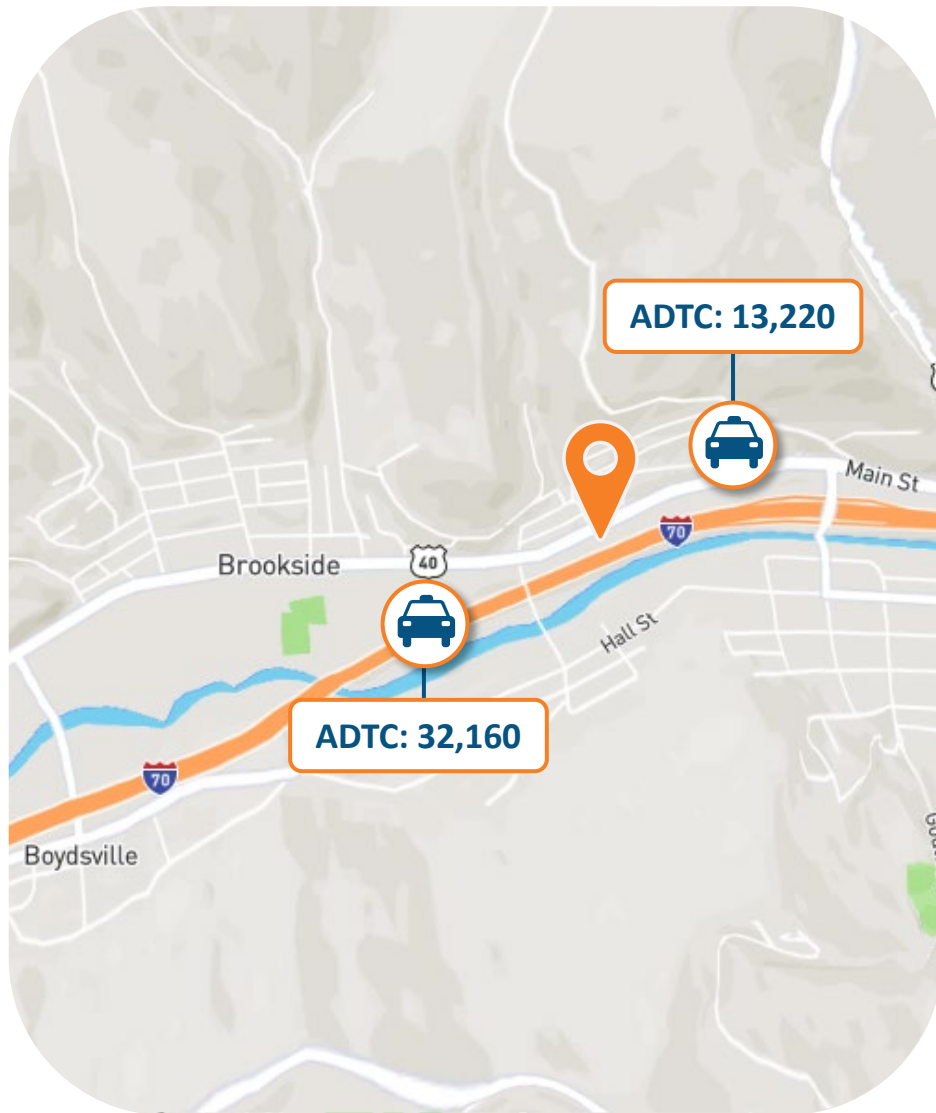 ADTC: 13,220
Main St
70
40
Brookside
Hall St
ADTC: 32,160
70
Boydsville